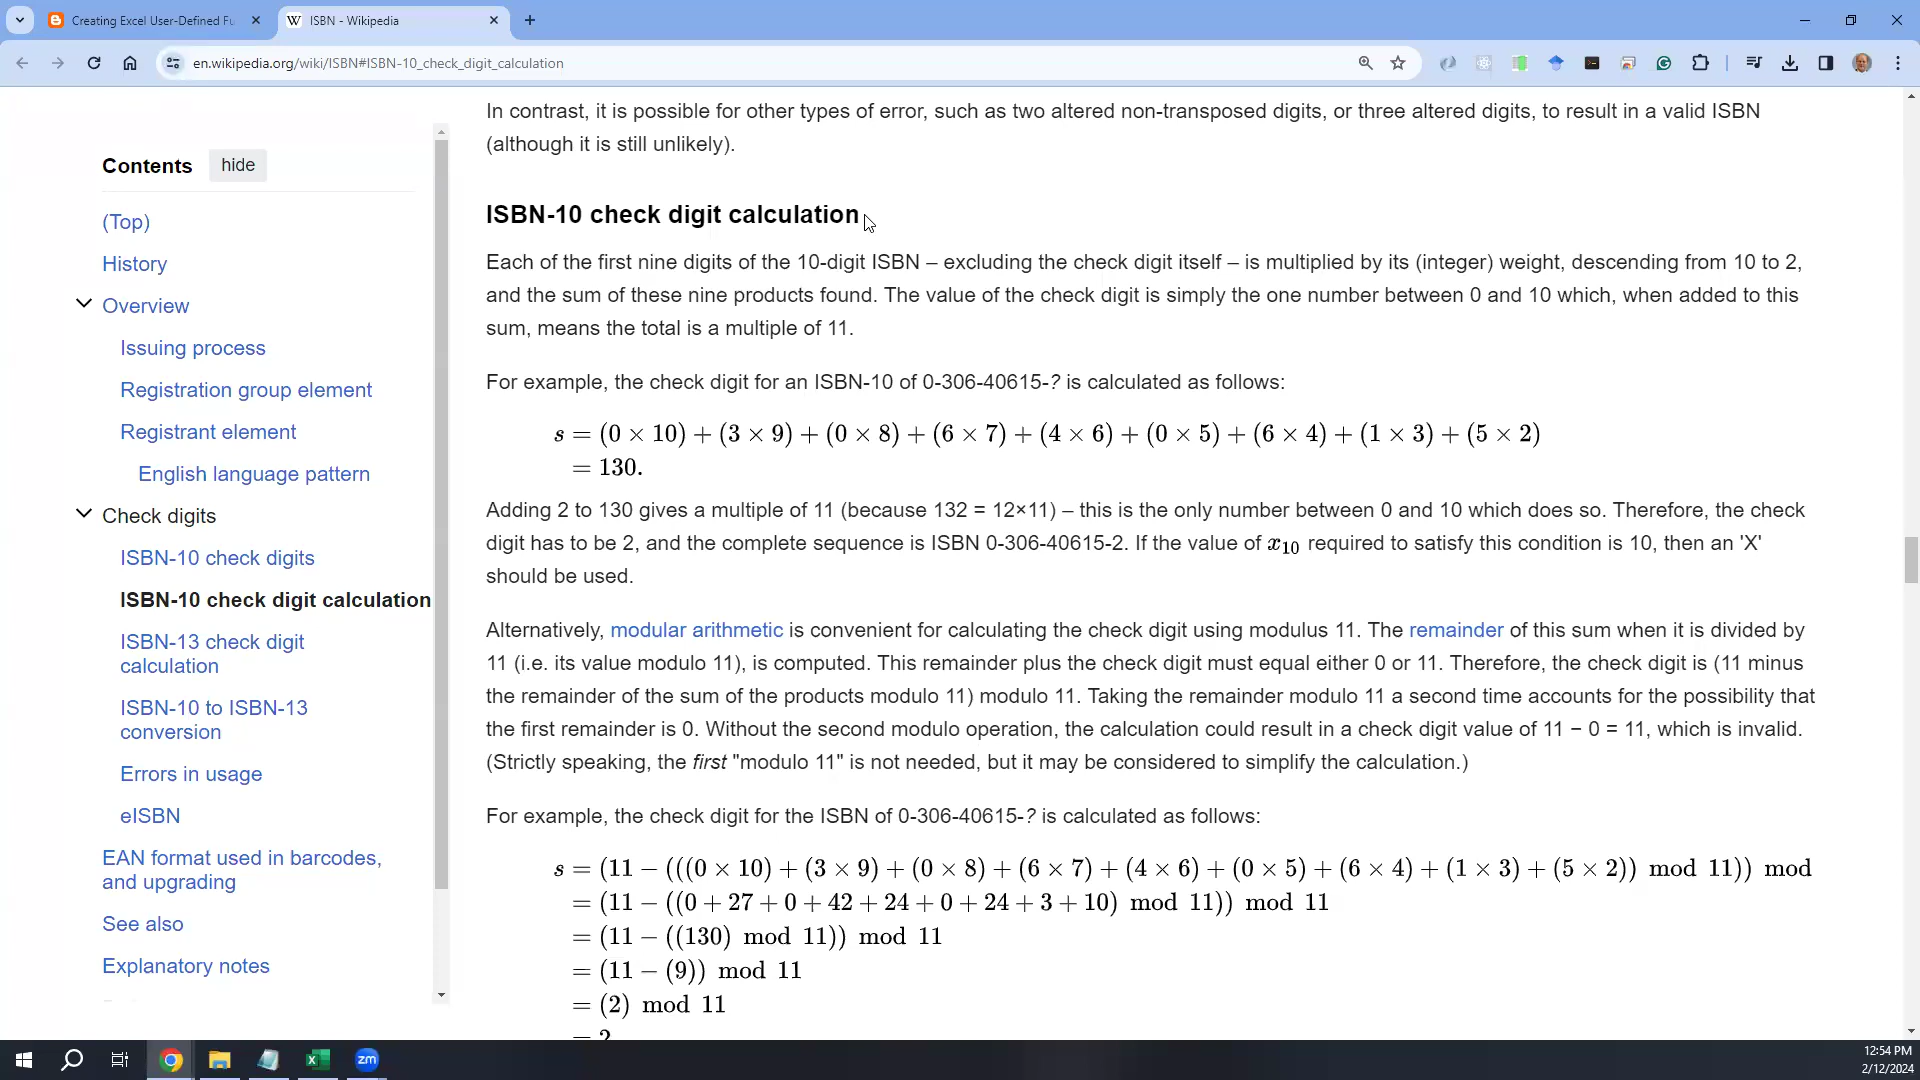 Creating Excel User-Defined Fu
ISBN - Wikipedia
en.wikipedia.org/wiki/ISBN#ISBN-10_check_digit_calculation
In contrast, it is possible for other types of error, such as two altered non-transposed digits, or three altered digits, to result in a valid ISBN
(although it is still unlikely).
Contents hide
(Top)
History
Overview
Issuing process
Registration group element
Registrant element
English language pattern
Check digits
ISBN-10 check digits
ISBN-10 check digit calculation
ISBN-13 check digit
calculation
ISBN-10 to ISBN-13
conversion
Errors in usage
eISBN
EAN format used in barcodes,
and upgrading
See also
Explanatory notes
ISBN-10 check digit calculation
Each of the first nine digits of the 10-digit ISBN – excluding the check digit itself – is multiplied by its (integer) weight, descending from 10 to 2,
and the sum of these nine products found. The value of the check digit is simply the one number between 0 and 10 which, when added to this
sum, means the total is a multiple of 11.
For example, the check digit for an ISBN-10 of 0-306-40615-? is calculated as follows:
s = (0 × 10) + (3 × 9) + (0 × 8) + (6 × 7) + (4 × 6) + (0 × 5) + (6 × 4) + (1 × 3) + (5 × 2)
= 130.
Adding 2 to 130 gives a multiple of 11 (because 132 = 12×11) – this is the only number between 0 and 10 which does so. Therefore, the check
digit has to be 2, and the complete sequence is ISBN 0-306-40615-2. If the value of x10 required to satisfy this condition is 10, then an 'X'
should be used.
Alternatively, modular arithmetic is convenient for calculating the check digit using modulus 11. The remainder of this sum when it is divided by
11 (i.e. its value modulo 11), is computed. This remainder plus the check digit must equal either 0 or 11. Therefore, the check digit is (11 minus
the remainder of the sum of the products modulo 11) modulo 11. Taking the remainder modulo 11 a second time accounts for the possibility that
the first remainder is 0. Without the second modulo operation, the calculation could result in a check digit value of 11 − 0 = 11, which is invalid.
(Strictly speaking, the first "modulo 11" is not needed, but it may be considered to simplify the calculation.)
For example, the check digit for the ISBN of 0-306-40615-? is calculated as follows:
s = (11 − (((0 × 10) + (3 × 9) + (0 × 8) + (6 × 7) + (4 × 6) + (0 × 5) + (6 × 4) + (1 × 3) + (5 × 2)) mod 11)) mod
= (11 − ((0 + 27 + 0 + 42 + 24 + 0 + 24 + 3 + 10) mod 11)) mod 11
= (11 − ((130) mod 11)) mod 11
= (11 − (9)) mod 11
= (2) mod 11
= 2
zm
12:54 PM
2/12/2024